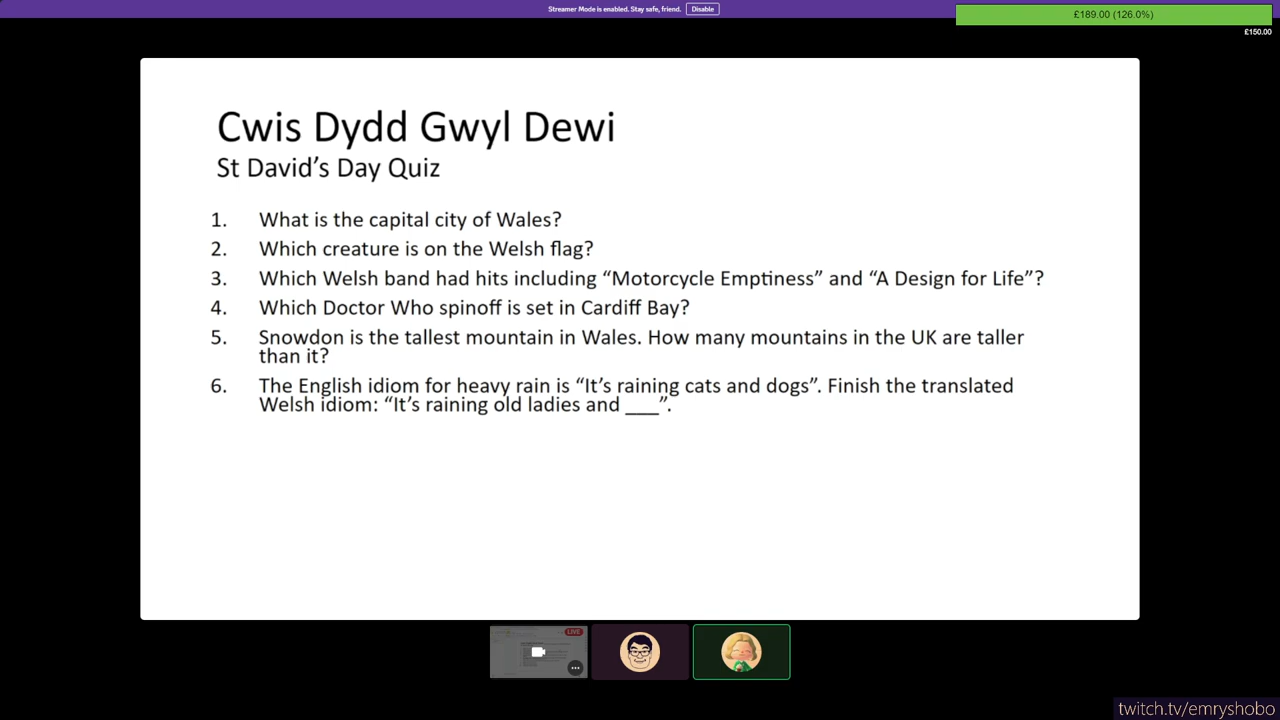 Streamer Mode is enabled. Stay safe, friend. Disable
£189.00 (126.0%)
£150.00
Cwis Dydd Gwyl Dewi
St David's Day Quiz
1. What is the capital city of Wales?
2. Which creature is on the Welsh flag?
3. Which Welsh band had hits including “Motorcycle Emptiness” and “A Design for Life”?
4. Which Doctor Who spinoff is set in Cardiff Bay?
5. Snowdon is the tallest mountain in Wales. How many mountains in the UK are taller
than it?
6. The English idiom for heavy rain is “It’s raining cats and dogs”. Finish the translated
Welsh idiom: “It’s raining old ladies and ___”.
LIVE
twitch.tv/emryshobo